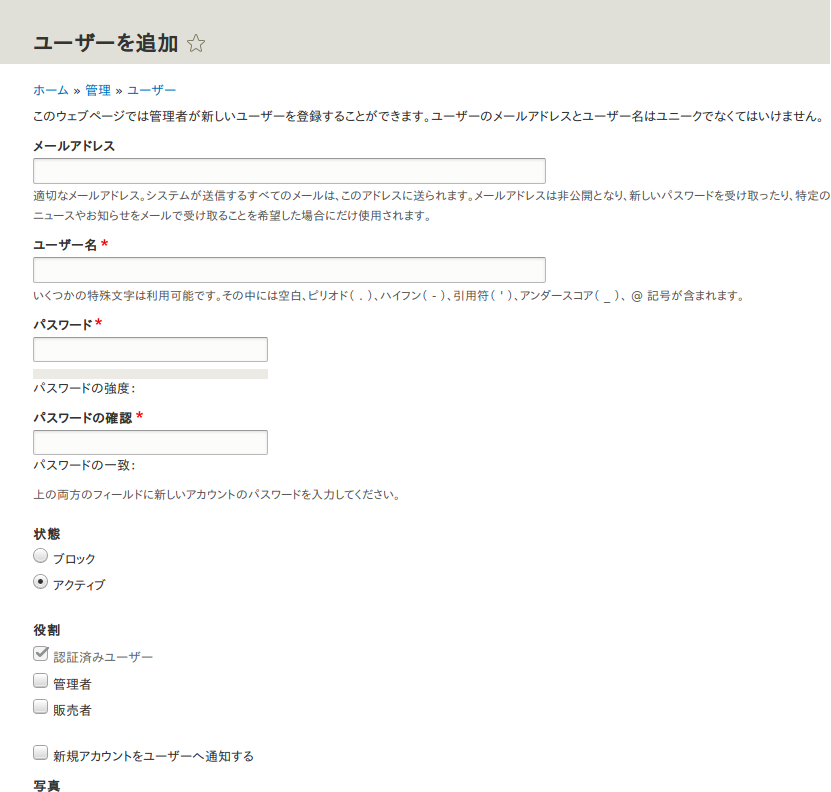 ユーザーを追加
ホーム » 管理 » ユーザー
このウェブページでは管理者が新しいユーザーを登録することができます。ユーザーのメールアドレスとユーザー名はユニークでなくてはいけません。
メールアドレス
適切なメールアドレス。システムが送信するすべてのメールは、このアドレスに送られます。メールアドレスは非公開となり、新しいパスワードを受け取ったり、特定の
ニュースやお知らせをメールで受け取ることを希望した場合にだけ使用されます。
ユーザー名 *
いくつかの特殊文字は利用可能です。その中には空白、ピリオド( . )、ハイフン( - )、引用符( ' )、アンダースコア( _ )、 @ 記号が含まれます。
パスワード *
パスワードの強度:
パスワードの確認 *
パスワードの一致:
上の両方のフィールドに新しいアカウントのパスワードを入力してください。
状態
ブロック
アクティブ
役割
認証済みユーザー
管理者
販売者
新規アカウントをユーザーへ通知する
写真